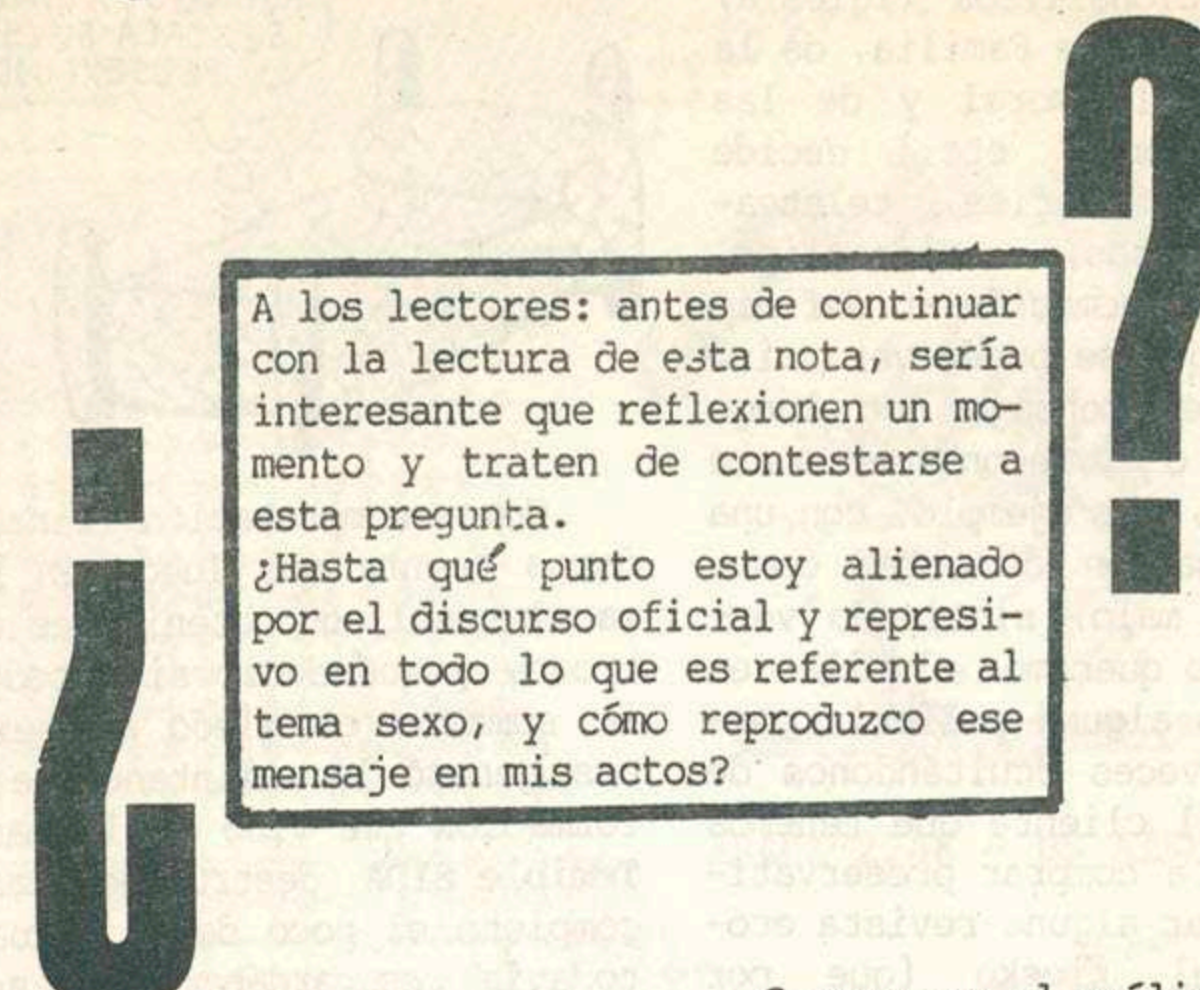 ¿
?
A los lectores: antes de continuar
con la lectura de esta nota, sería
interesante que reflexionen un mo-
mento y traten de contestarse a
esta pregunta.
¿Hasta qué punto estoy alienado
por el discurso oficial y represi-
vo en todo lo que es referente al
tema sexo, y cómo reproduzco ese
mensaje en mis actos?